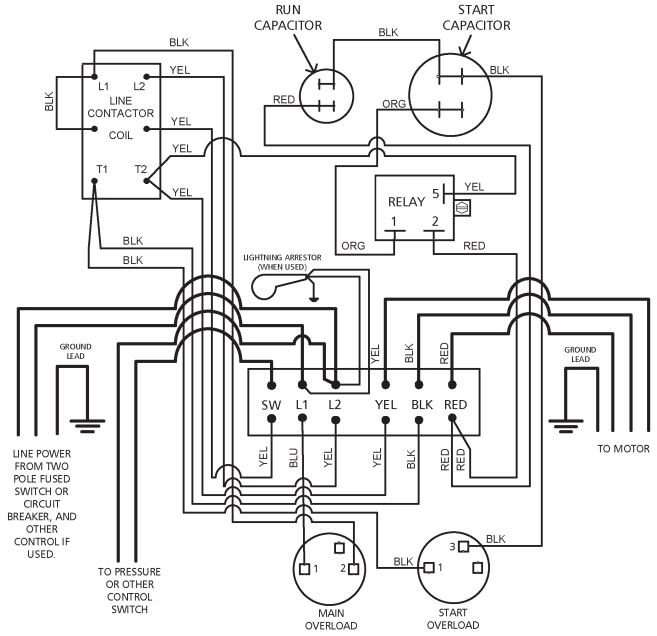 RUN
CAPACITOR
START
CAPACITOR
BLK
BLK
BLK
YEL
L1
L2
LINE
CONTACTOR
BLK
RED
ORG
YEL
COIL
YEL
T1
T2
YEL
RELAY
5
YEL
1
2
BLK
ORG
RED
BLK
LIGHTNING ARRESTOR
(WHEN USED)
GROUND
LEAD
YEL
BLK
RED
GROUND
LEAD
SW
L1
L2
YEL
BLK
RED
YEL
BLU
YEL
YEL
BLK
RED
RED
TO MOTOR
LINE POWER
FROM TWO
POLE FUSED
SWITCH OR
CIRCUIT
BREAKER, AND
OTHER
CONTROL IF
USED.
TO PRESSURE
OR OTHER
CONTROL
SWITCH
1
2
BLK
1
3
BLK
MAIN
OVERLOAD
START
OVERLOAD